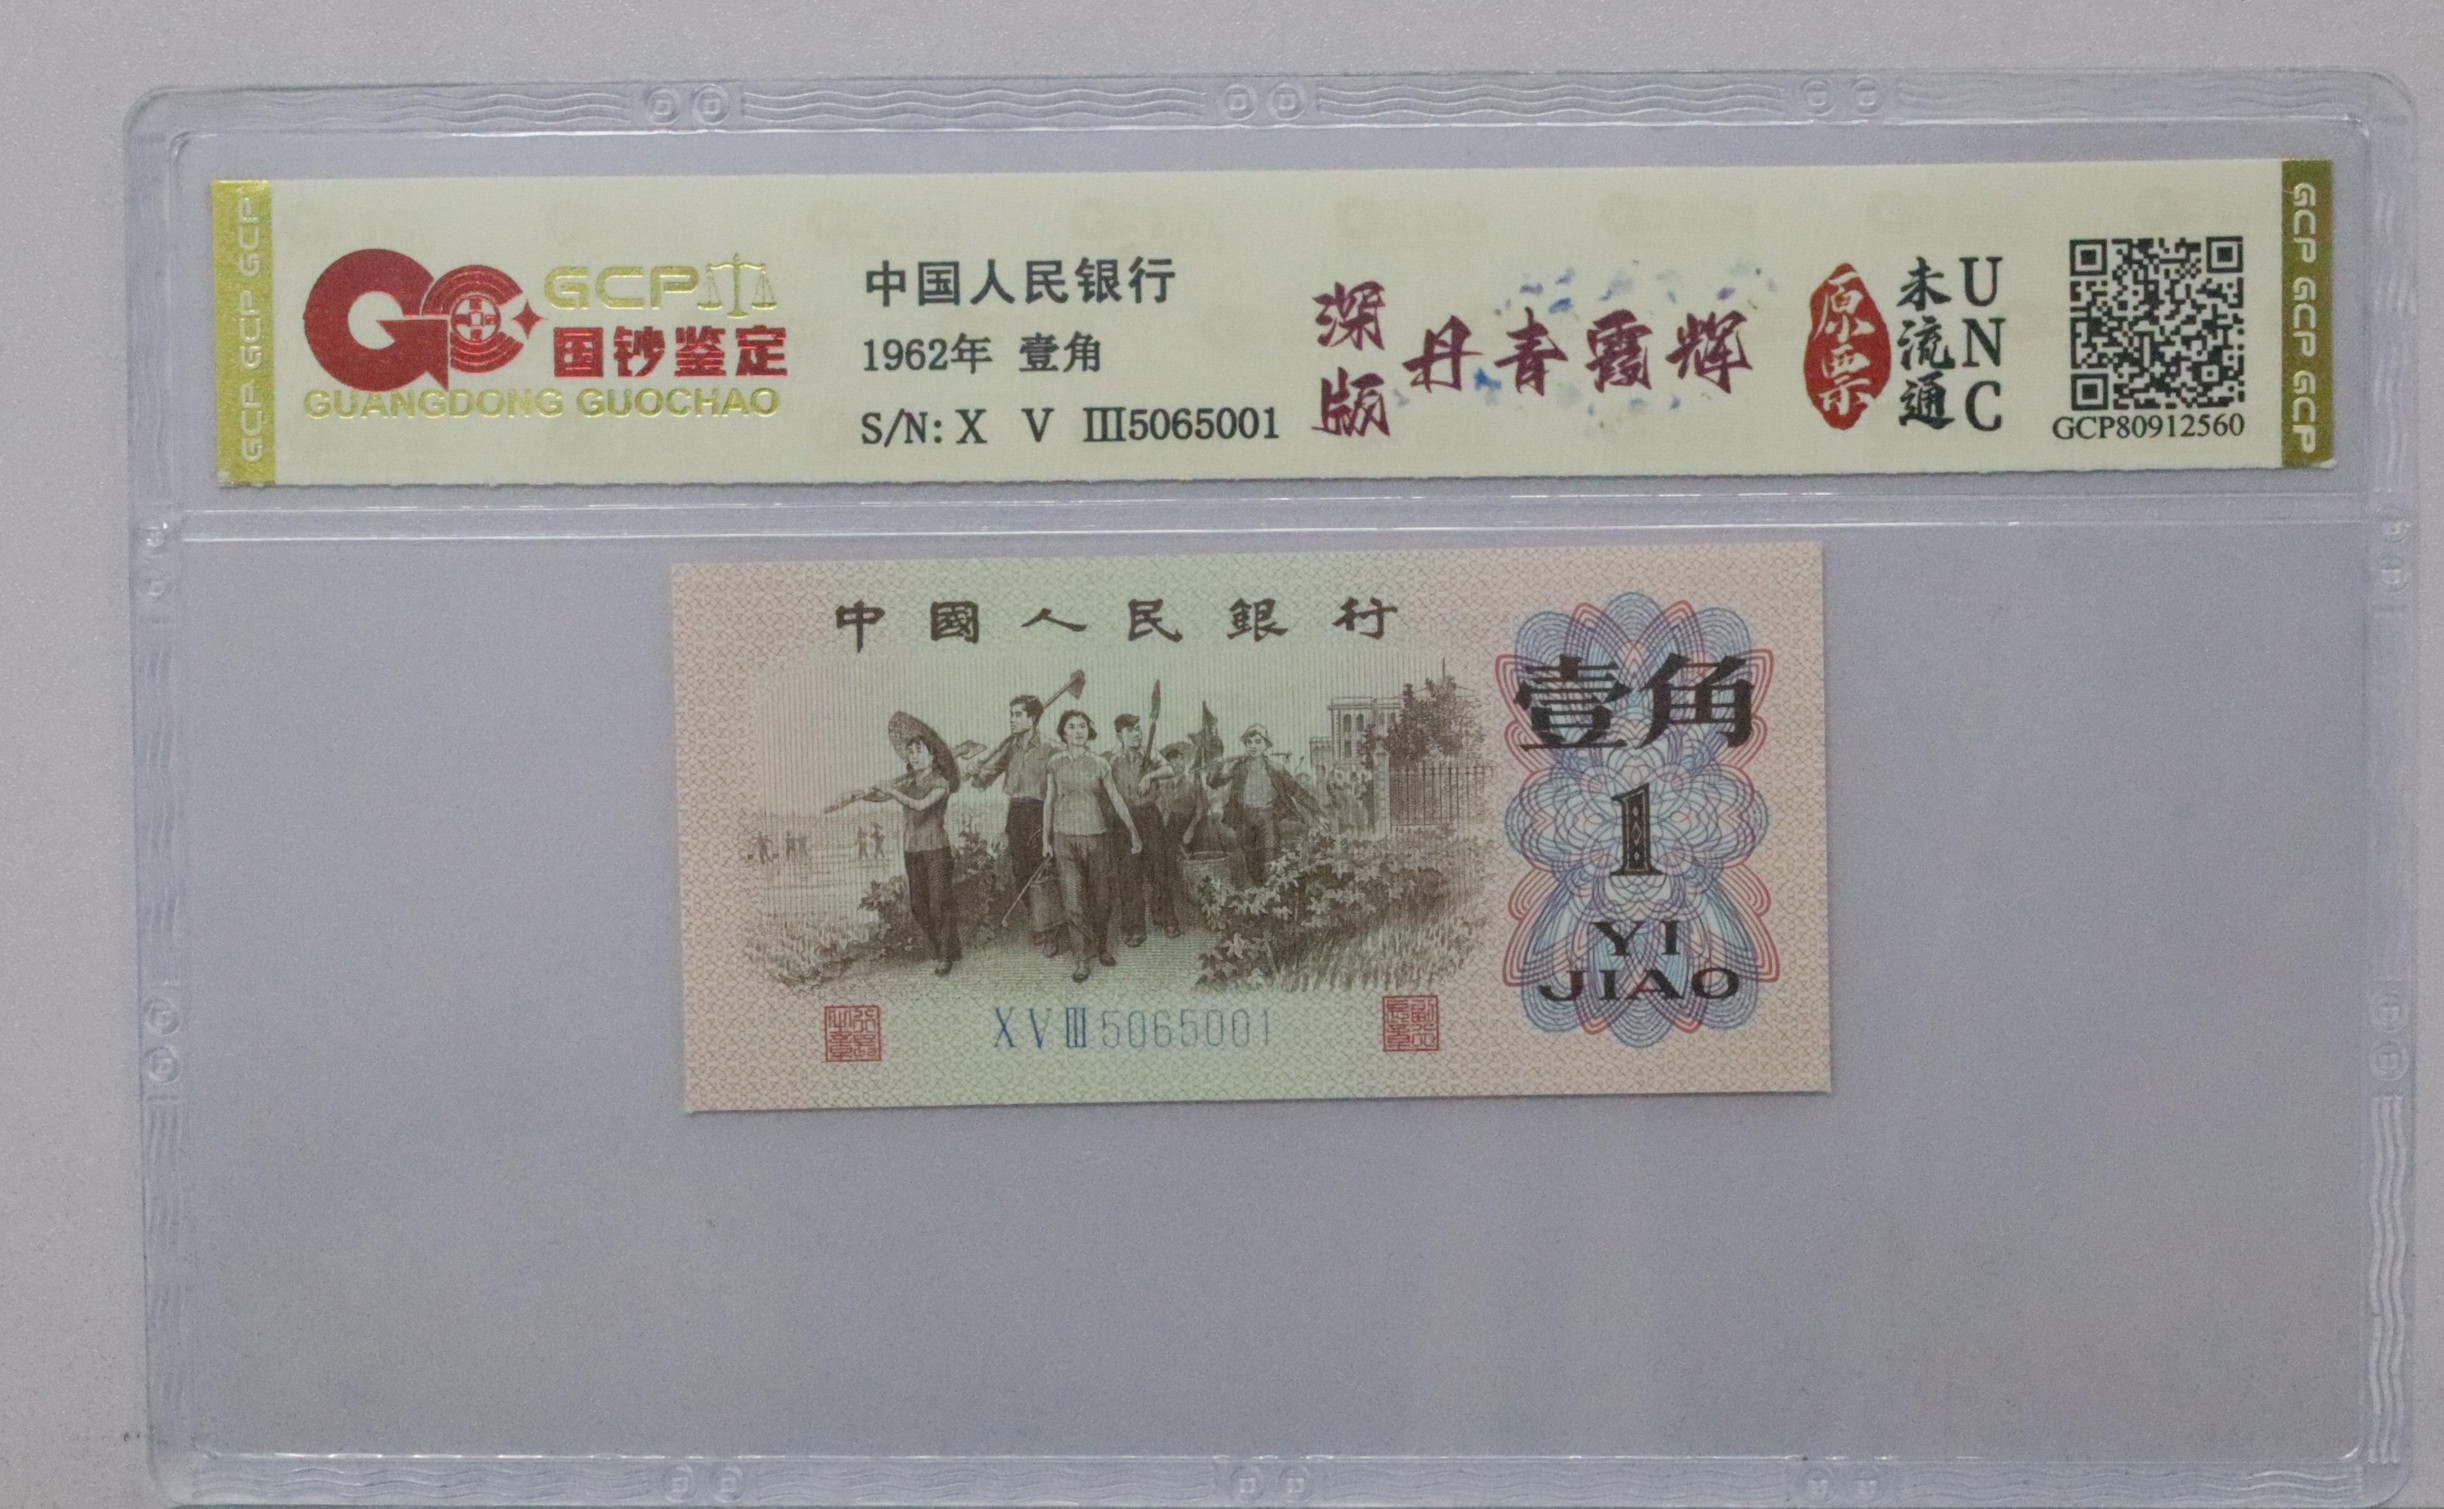 GCP GCP GCP
GCP
国钞鉴定
GUANGDONG GUOCHAO
中国人民银行
1962年 壹角
S/N: X V III5065001
深版
丹青霞辉
原票
未流通
UNC
GCP80912560
GCP GCP GCP
中國人民銀行
壹角
1
YI
JIAO
X V III 5065001